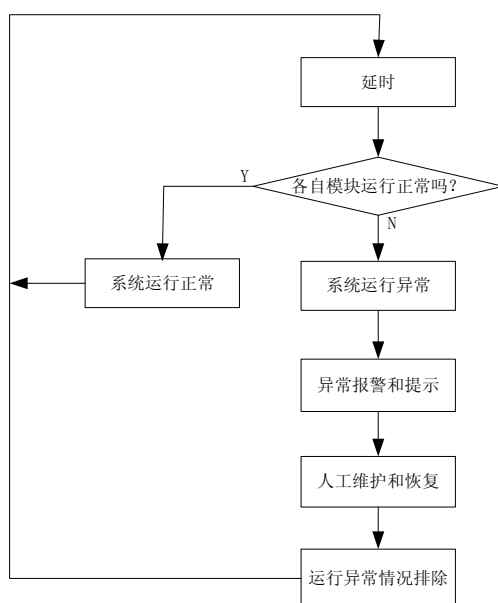 延时
各自模块运行正常吗?
Y
N
系统运行正常
系统运行异常
异常报警和提示
人工维护和恢复
运行异常情况排除